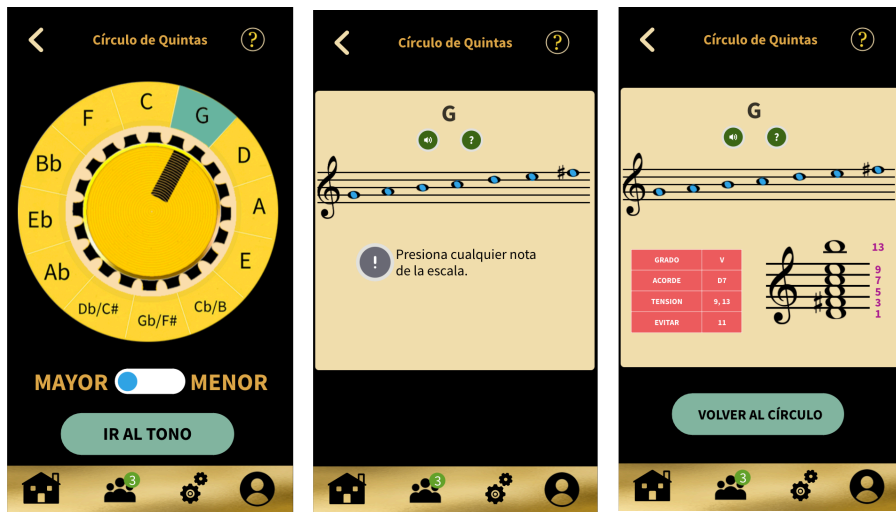 Círculo de Quintas
?
C
G
D
A
E
Cb/B
Gb/F#
Db/C#
Ab
Eb
Bb
F
MAYOR MENOR
IR AL TONO
3
Círculo de Quintas
?
G
?
!
Presiona cualquier nota
de la escala.
3
Círculo de Quintas
?
G
?
GRADO V
ACORDE D7
TENSION 9, 13
EVITAR 11
13
9
7
5
3
1
VOLVER AL CÍRCULO
3